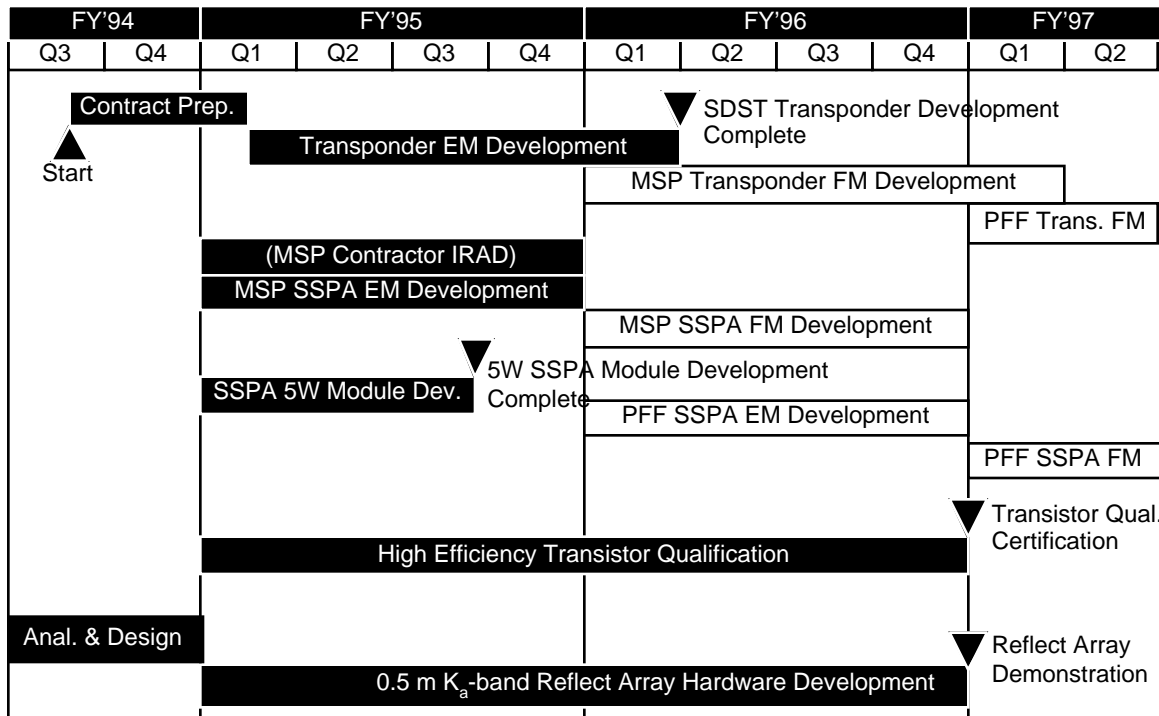 FY'94 FY'95 FY'96 FY'97
Q3 Q4 Q1 Q2 Q3 Q4 Q1 Q2 Q3 Q4 Q1 Q2
Contract Prep.
SDST Transponder Development
Complete
Transponder EM Development
Start
MSP Transponder FM Development
PFF Trans. FM
(MSP Contractor IRAD)
MSP SSPA EM Development
MSP SSPA FM Development
5W SSPA Module Development
Complete
SSPA 5W Module Dev.
PFF SSPA EM Development
PFF SSPA FM
Transistor Qual.
Certification
High Efficiency Transistor Qualification
Anal. & Design
Reflect Array
Demonstration
0.5 m Ka-band Reflect Array Hardware Development